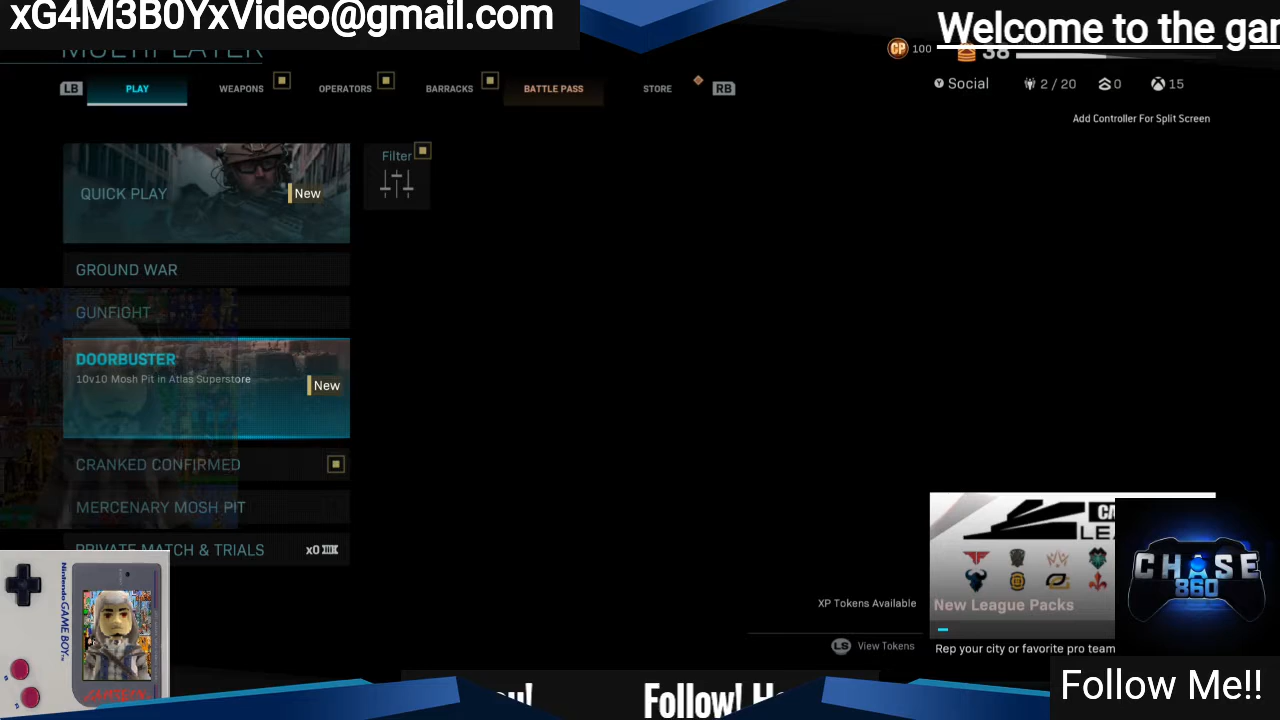 xG4M3B0YxVideo@gmail.com
Welcome to the gar
MULTIPLAYER
CP 100
38
LB PLAY WEAPONS OPERATORS BARRACKS BATTLE PASS STORE RB
Y Social 2 / 20 0 15
Add Controller For Split Screen
QUICK PLAY
New
Filter
GROUND WAR
GUNFIGHT
DOORBUSTER
10v10 Mosh Pit in Atlas Superstore
New
CRANKED CONFIRMED
MERCENARY MOSH PIT
PRIVATE MATCH & TRIALS x0
XP Tokens Available
LS View Tokens
New League Packs
Rep your city or favorite pro team
CHASE
860
Nintendo GAME BOY
Follow!
Follow Me!!